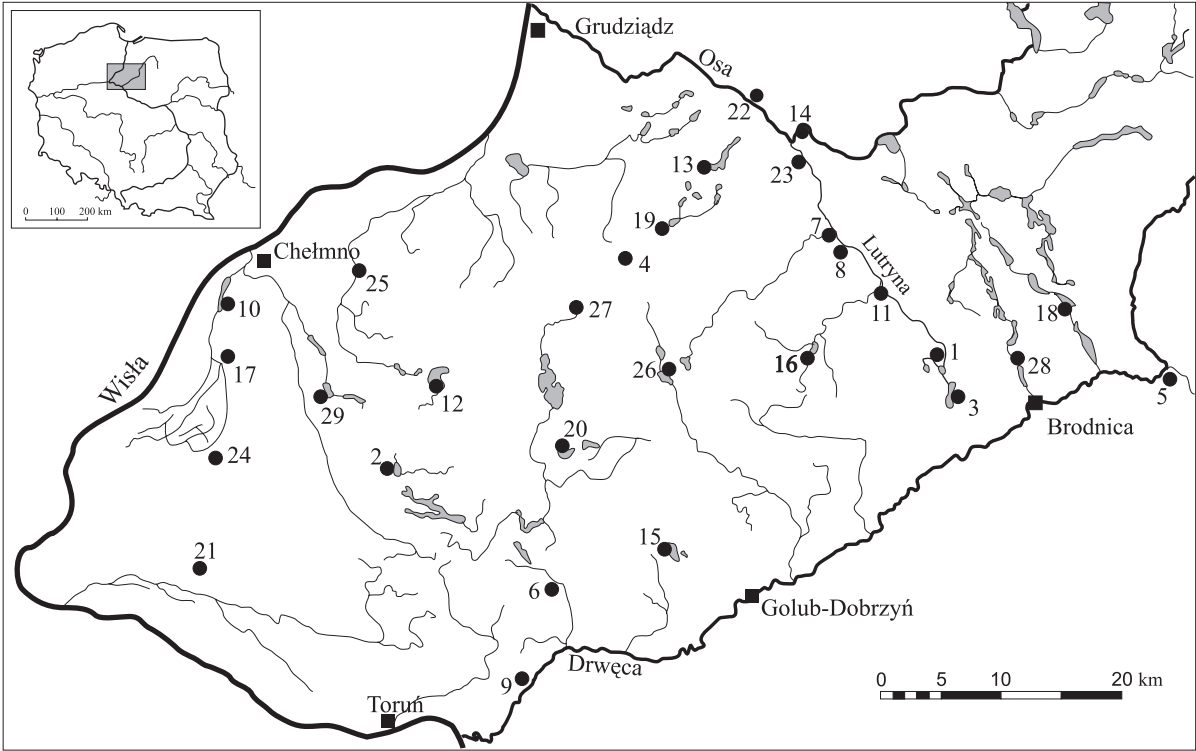 Grudziądz
Osa
22
14
13
23
19
7
Lutryna
Chełmno
4
8
25
10
27
11
18
0 100 200 km
Wisła
17
26
16
1
28
12
5
29
3
20
Brodnica
24
2
15
21
6
Golub-Dobrzyń
Drwęca
9
0 5 10 20 km
Toruń